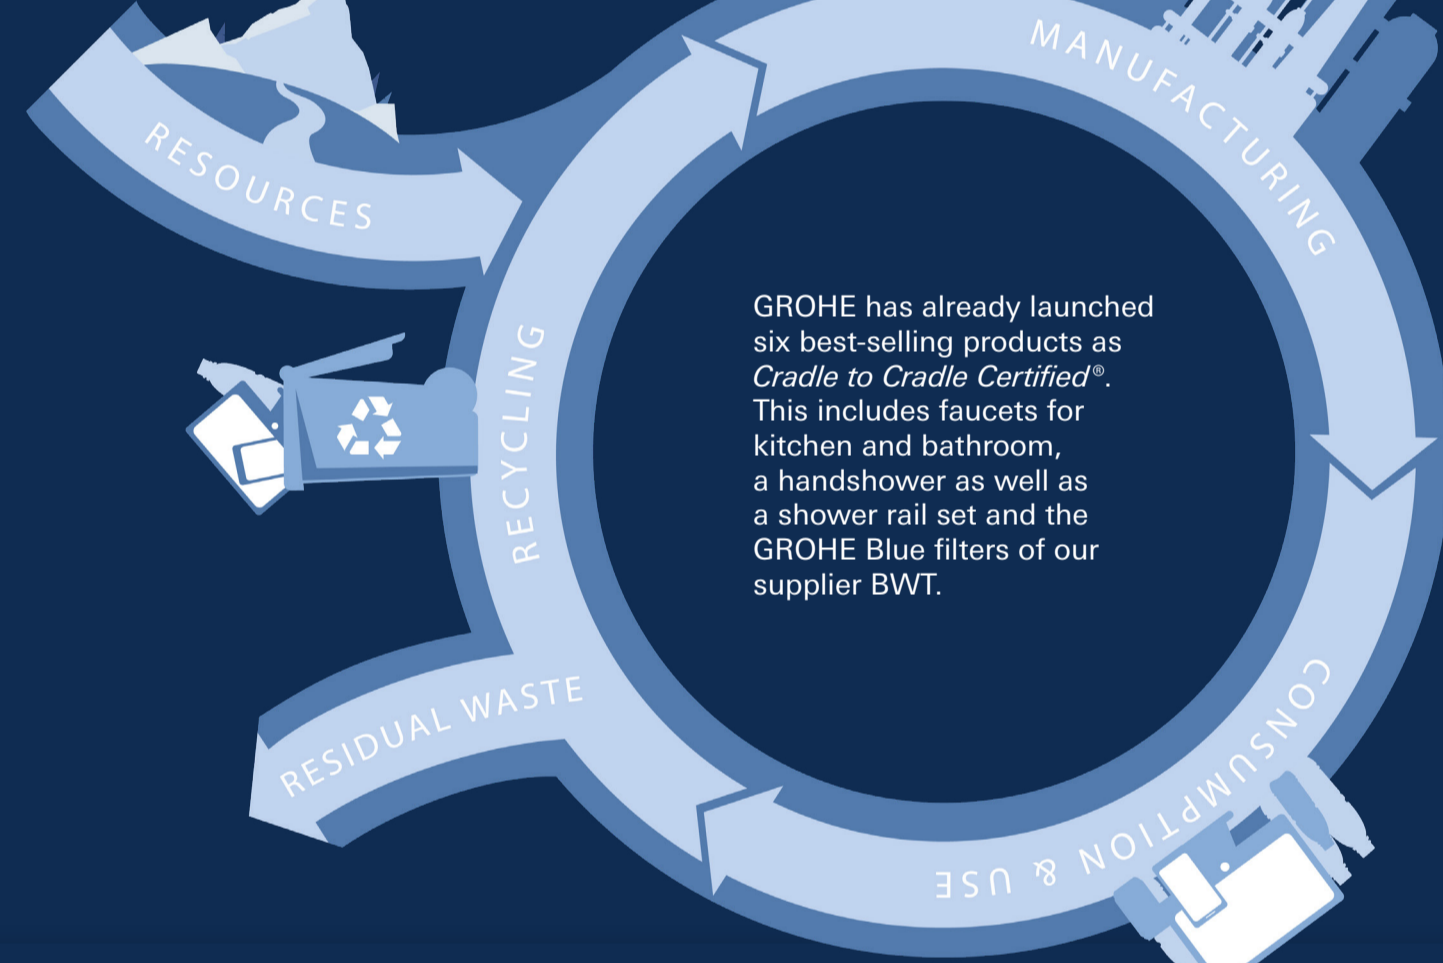 MANUFACTURING
RESOURCES
GROHE has already launched
six best-selling products as
Cradle to Cradle Certified®.
This includes faucets for
kitchen and bathroom,
a handshower as well as
a shower rail set and the
GROHE Blue filters of our
supplier BWT.
RECYCLING
RESIDUAL WASTE
CONSUMPTION & USE